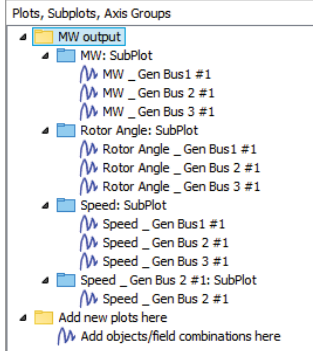 Plots, Subplots, Axis Groups
MW output
MW: SubPlot
MW _ Gen Bus1 #1
MW _ Gen Bus 2 #1
MW _ Gen Bus 3 #1
Rotor Angle: SubPlot
Rotor Angle _ Gen Bus1 #1
Rotor Angle _ Gen Bus 2 #1
Rotor Angle _ Gen Bus 3 #1
Speed: SubPlot
Speed _ Gen Bus1 #1
Speed _ Gen Bus 2 #1
Speed _ Gen Bus 3 #1
Speed _ Gen Bus 2 #1: SubPlot
Speed _ Gen Bus 2 #1
Add new plots here
Add objects/field combinations here